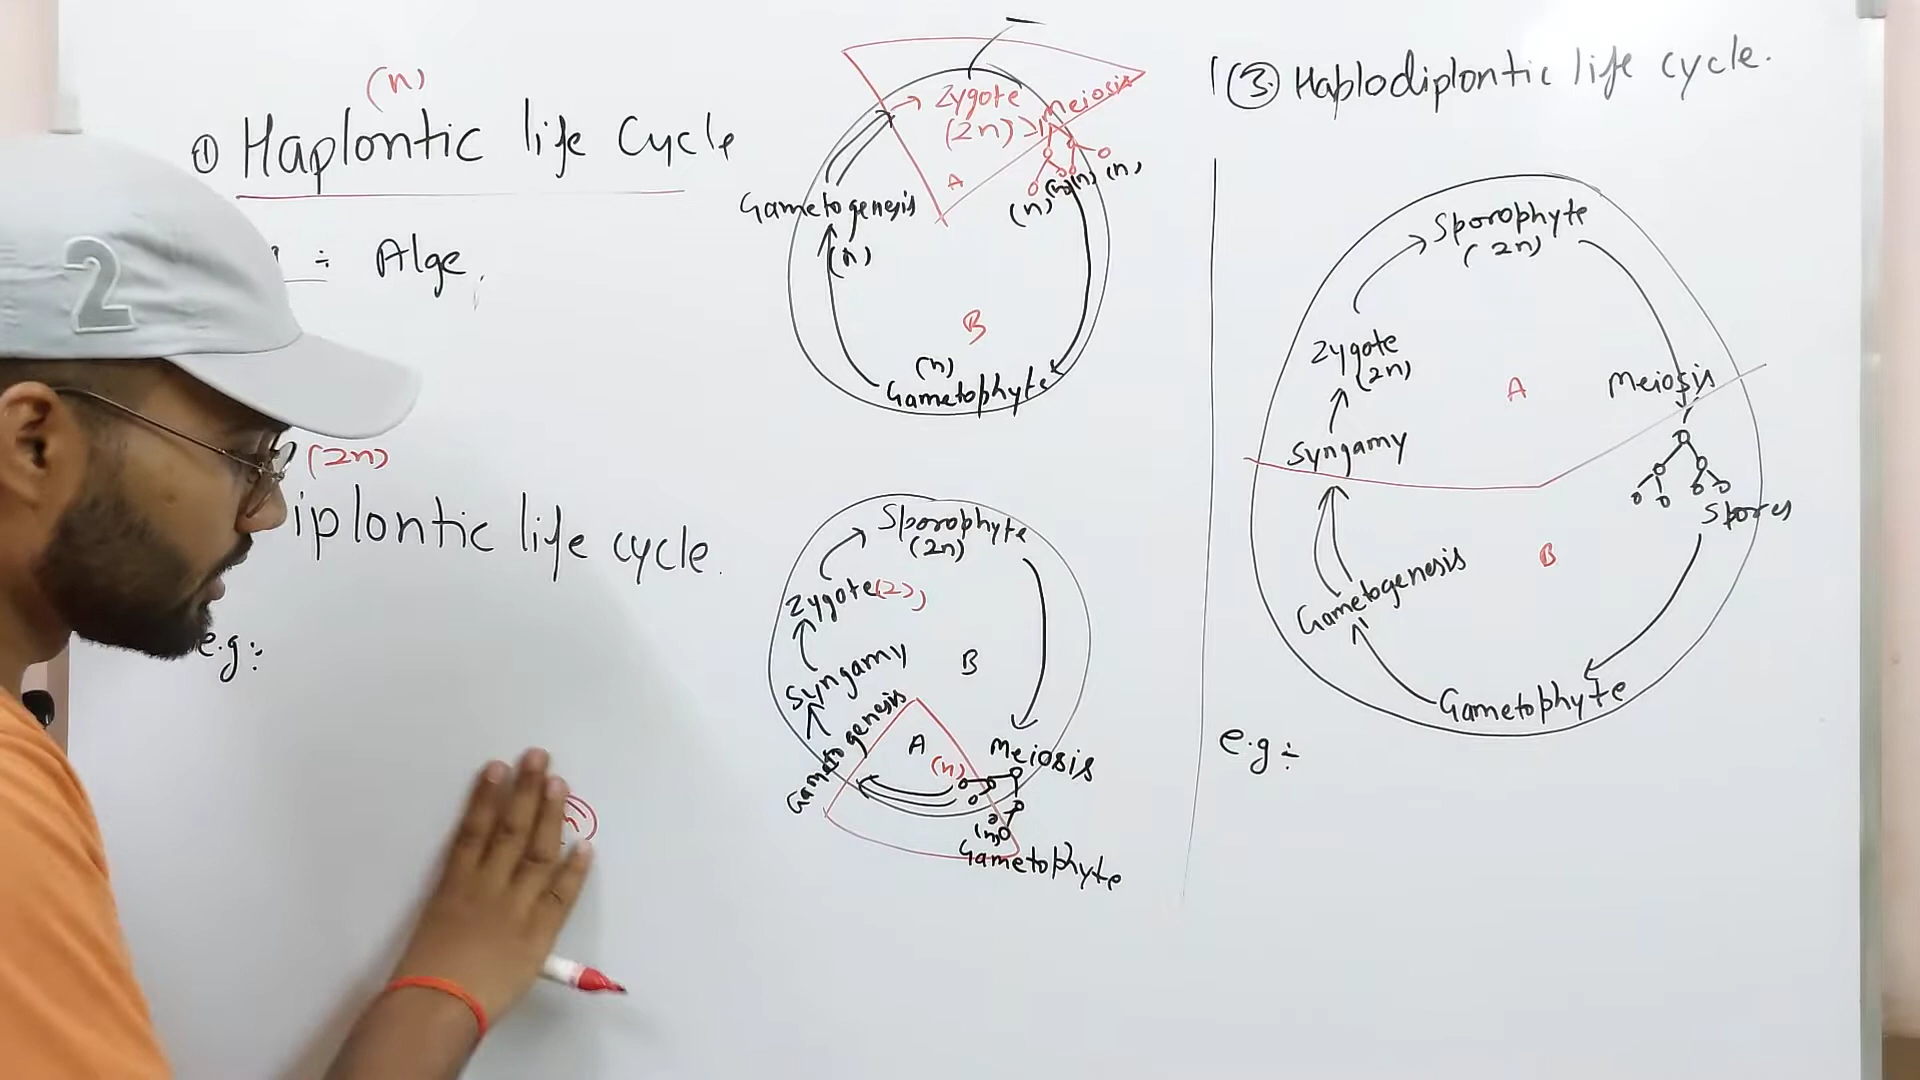 (n)
① Haplontic life Cycle
÷ Alge.
Zygote
(2n)
Meiosis
A
(n) (n) (n) (n)
Gametogenesis
(n)
B
(n)
Gametophyte
2
(2n)
iplontic life cycle.
e.g÷
Sporophyte
(2n)
Zygote
Syngamy
B
Gametogenesis
A
(n)
Meiosis
Gametophyte
③ Haplodiplontic life cycle.
Sporophyte
(2n)
Zygote
(2n)
A
Meiosis
Syngamy
Spores
B
Gametogenesis
Gametophyte
e.g÷